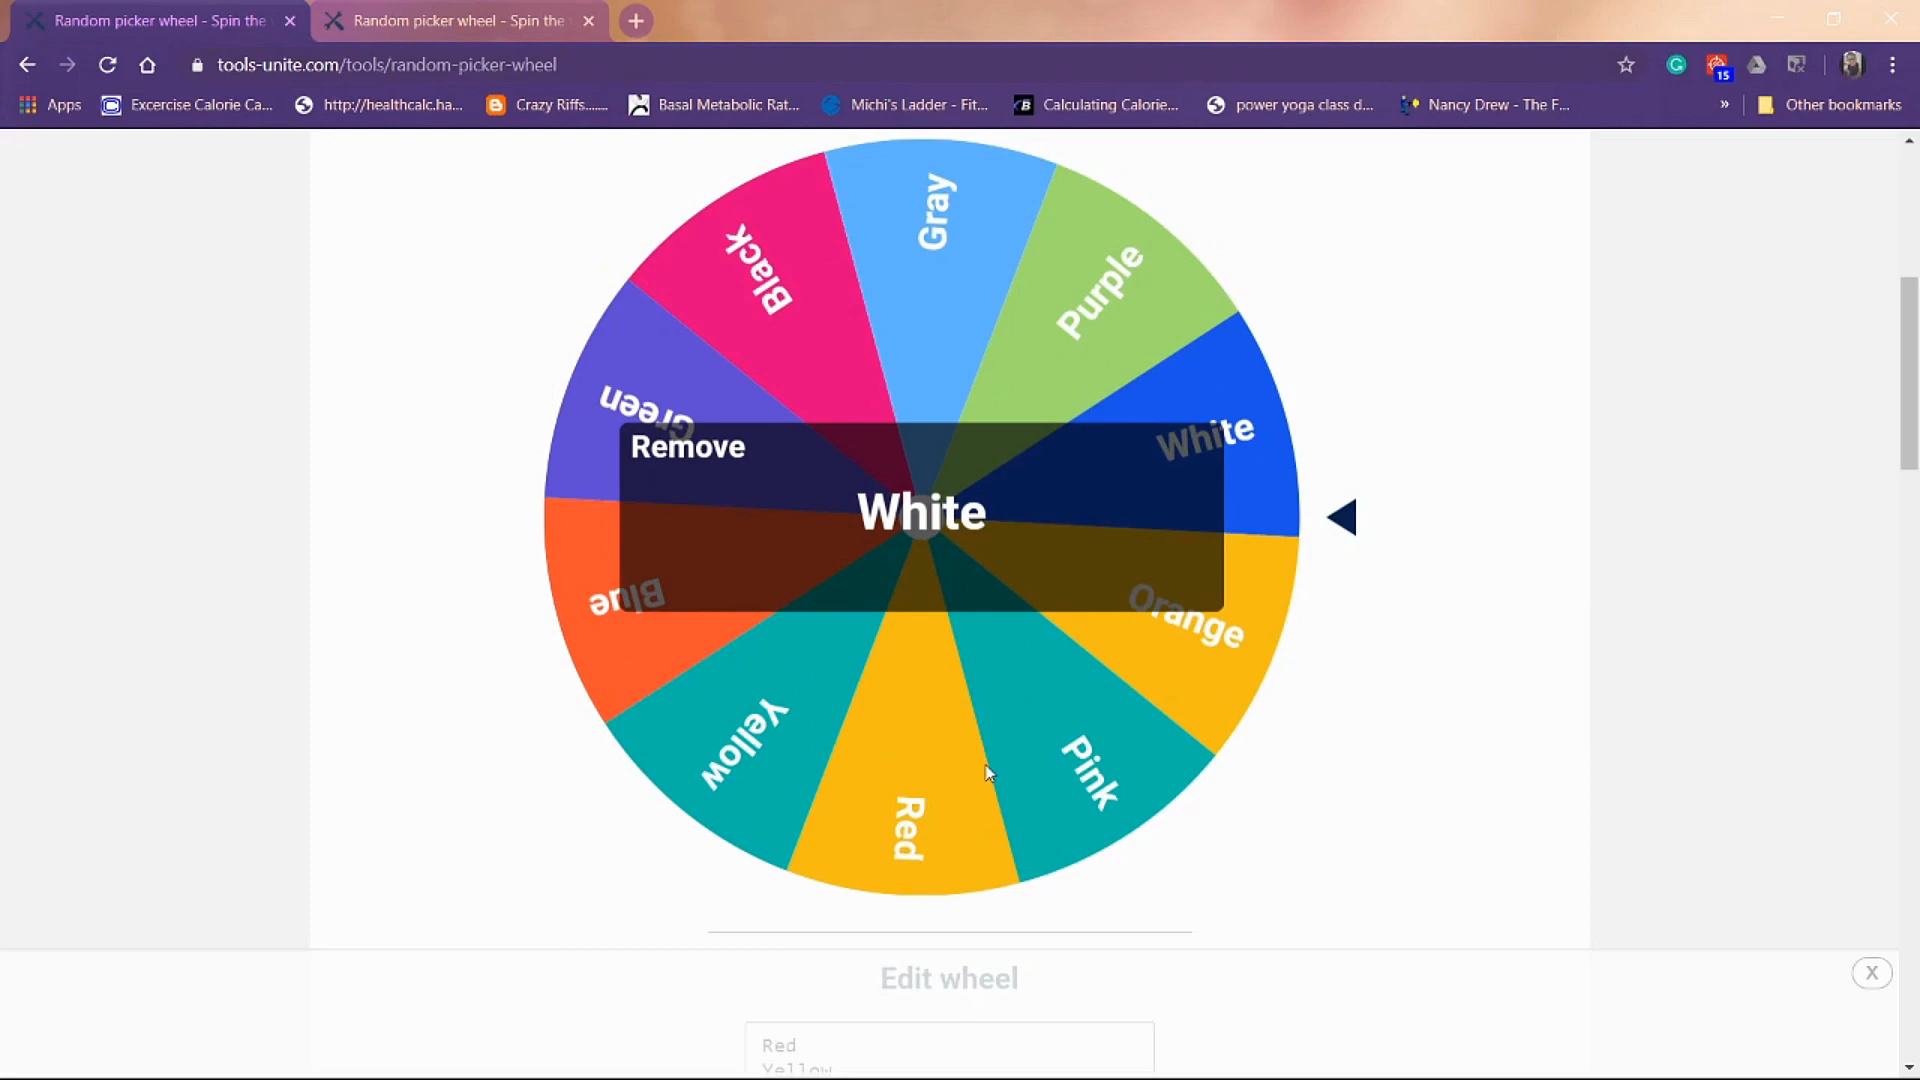 Random picker wheel - Spin the
Random picker wheel - Spin the
tools-unite.com/tools/random-picker-wheel
15
Apps
Excercise Calorie Ca...
http://healthcalc.ha...
Crazy Riffs......
Basal Metabolic Rat...
Michi's Ladder - Fit...
Calculating Calorie...
power yoga class d...
Nancy Drew - The F...
»
Other bookmarks
Gray
Purple
Black
White
Green
Remove
White
Blue
Orange
Yellow
Pink
Red
Edit wheel
X
Red
Yellow